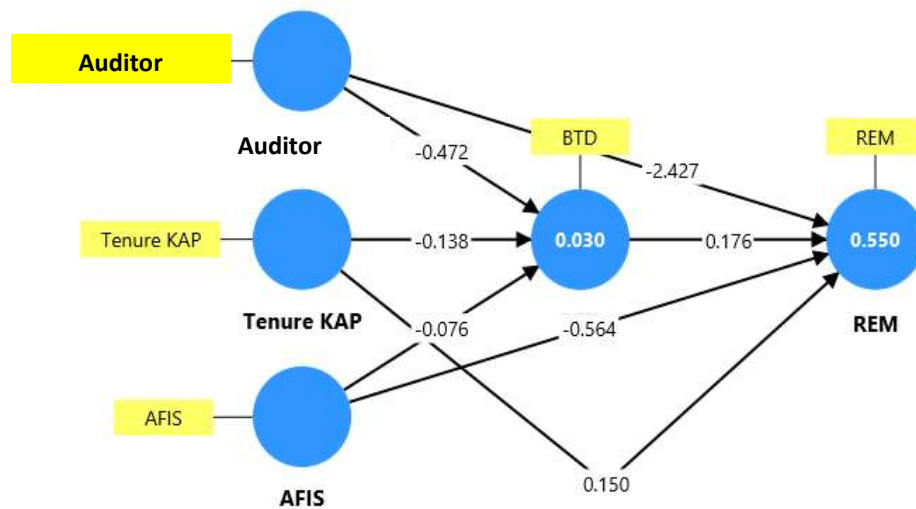 Auditor
Auditor
BTD
REM
-0.472
-2.427
Tenure KAP
-0.138
0.030
0.176
0.550
Tenure KAP
-0.076
-0.564
REM
AFIS
0.150
AFIS